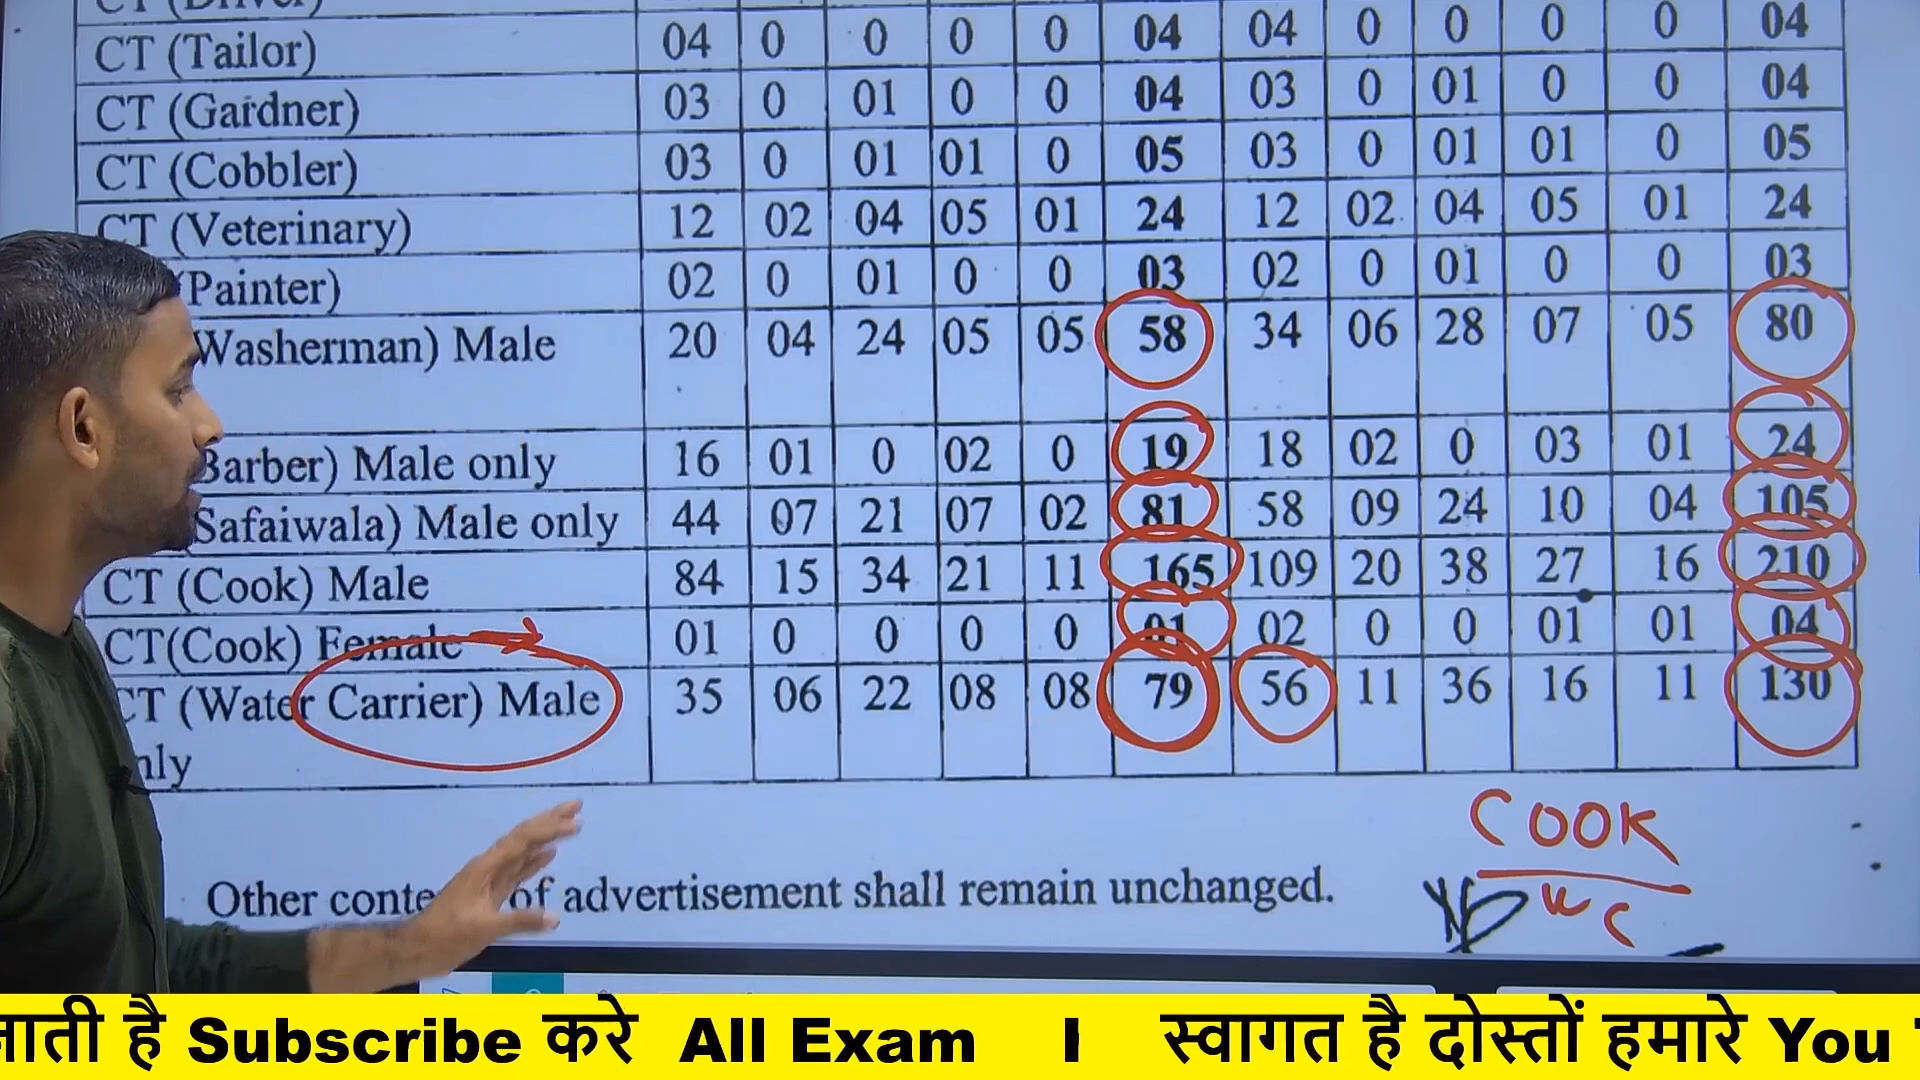 CT (Driver)
CT (Tailor) 04 0 0 0 0 04 04 0 0 0 0 04
CT (Gardner) 03 0 01 0 0 04 03 0 01 0 0 04
CT (Cobbler) 03 0 01 01 0 05 03 0 01 01 0 05
CT (Veterinary) 12 02 04 05 01 24 12 02 04 05 01 24
(Painter) 02 0 01 0 0 03 02 0 01 0 0 03
Washerman) Male 20 04 24 05 05 58 34 06 28 07 05 80
Barber) Male only 16 01 0 02 0 19 18 02 0 03 01 24
Safaiwala) Male only 44 07 21 07 02 81 58 09 24 10 04 105
CT (Cook) Male 84 15 34 21 11 165 109 20 38 27 16 210
CT(Cook) Female 01 0 0 0 0 01 02 0 0 01 01 04
CT (Water Carrier) Male 35 06 22 08 08 79 56 11 36 16 11 130
nly
COOK
WC
Other conte of advertisement shall remain unchanged.
जाती है Subscribe करे All Exam I स्वागत है दोस्तों हमारे You